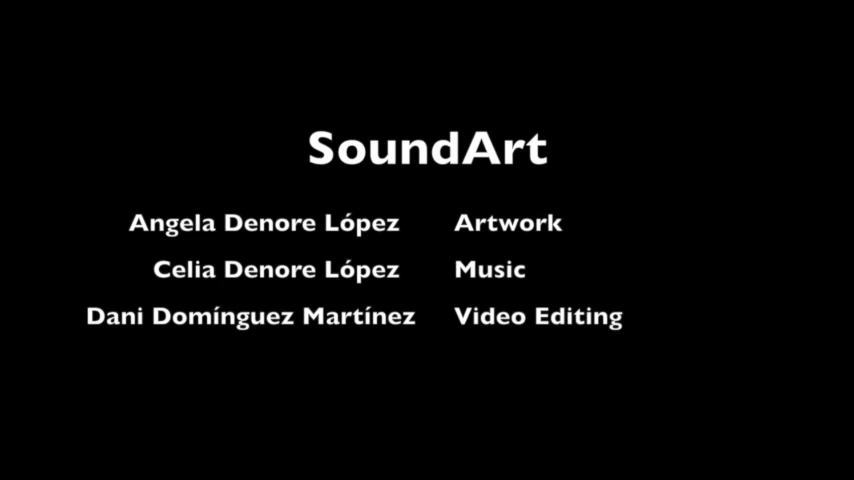 SoundArt
Angela Denore López Artwork
Celia Denore López Music
Dani Domínguez Martínez Video Editing